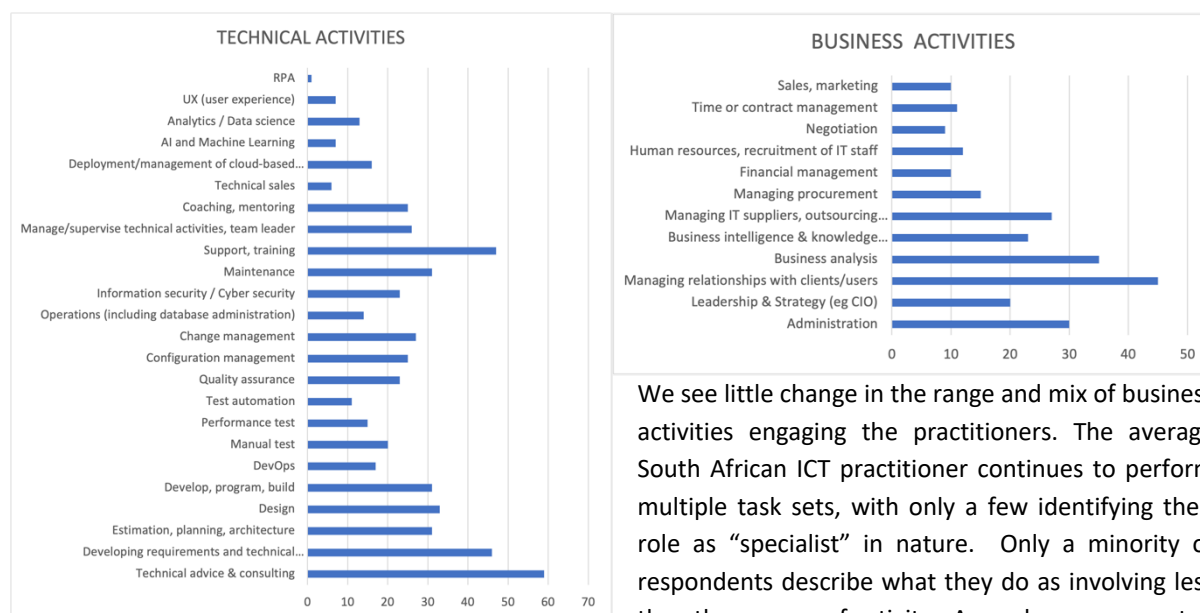 TECHNICAL ACTIVITIES
RPA
UX (user experience)
Analytics / Data science
AI and Machine Learning
Deployment/management of cloud-based...
Technical sales
Coaching, mentoring
Manage/supervise technical activities, team leader
Support, training
Maintenance
Information security / Cyber security
Operations (including database administration)
Change management
Configuration management
Quality assurance
Test automation
Performance test
Manual test
DevOps
Develop, program, build
Design
Estimation, planning, architecture
Developing requirements and technical...
Technical advice & consulting
0 10 20 30 40 50 60 70
BUSINESS ACTIVITIES
Sales, marketing
Time or contract management
Negotiation
Human resources, recruitment of IT staff
Financial management
Managing procurement
Managing IT suppliers, outsourcing...
Business intelligence & knowledge...
Business analysis
Managing relationships with clients/users
Leadership & Strategy (eg CIO)
Administration
0 10 20 30 40 50
We see little change in the range and mix of busines
activities engaging the practitioners. The averag
South African ICT practitioner continues to perform
multiple task sets, with only a few identifying the
role as “specialist” in nature. Only a minority o
respondents describe what they do as involving les